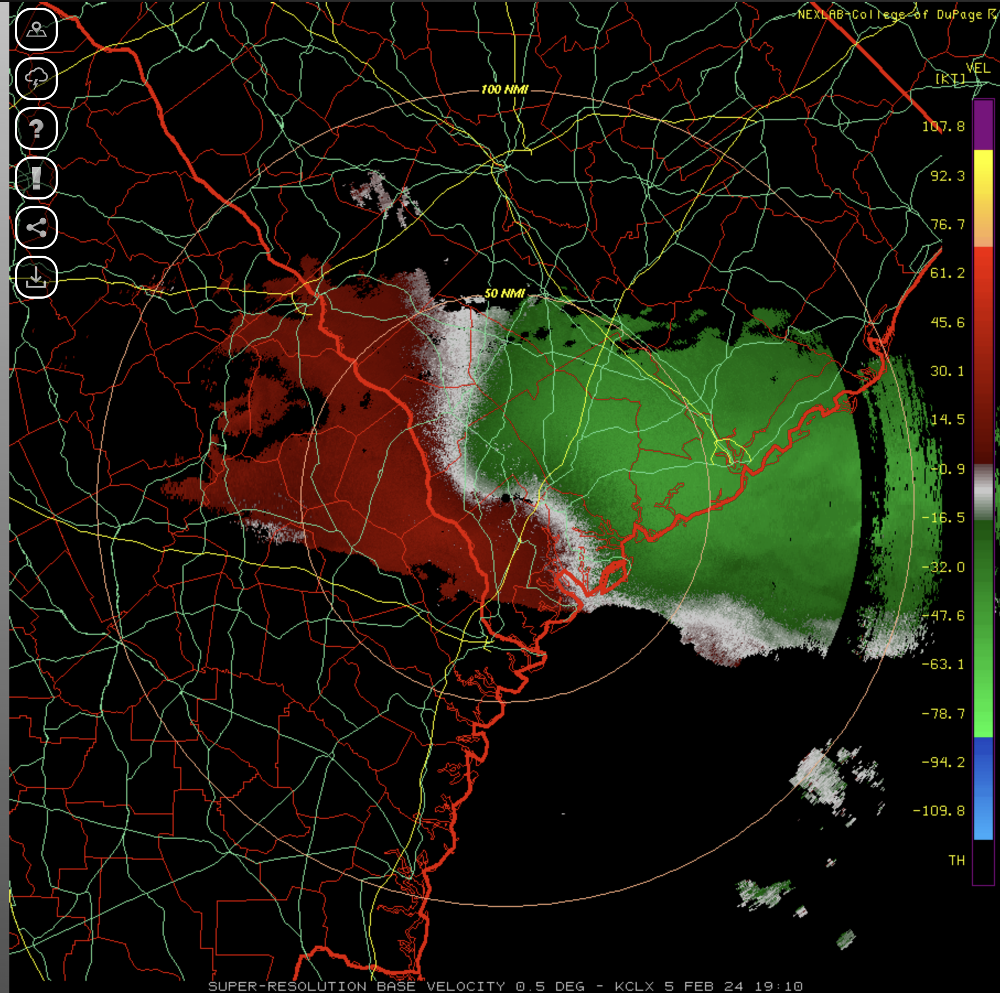 NEXLAB-College of DuPage
VEL
[KT]
100 NMI
107.8
92.3
76.7
61.2
50 NMI
45.6
30.1
14.5
-0.9
-16.5
-32.0
-47.6
-63.1
-78.7
-94.2
-109.8
TH
SUPER-RESOLUTION BASE VELOCITY 0.5 DEG - KCLX 5 FEB 24 19:10